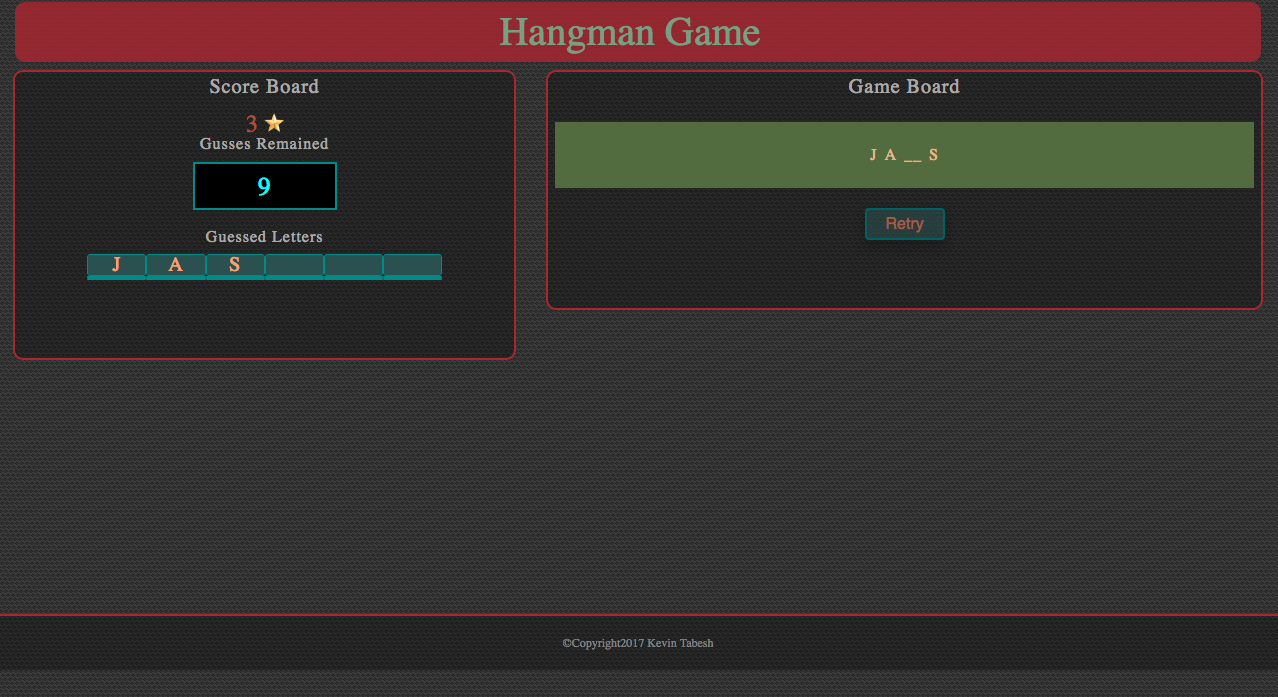 Hangman Game
Score Board
3
Gusses Remained
9
Guessed Letters
J A S
Game Board
J A __ S
Retry
©Copyright2017 Kevin Tabesh